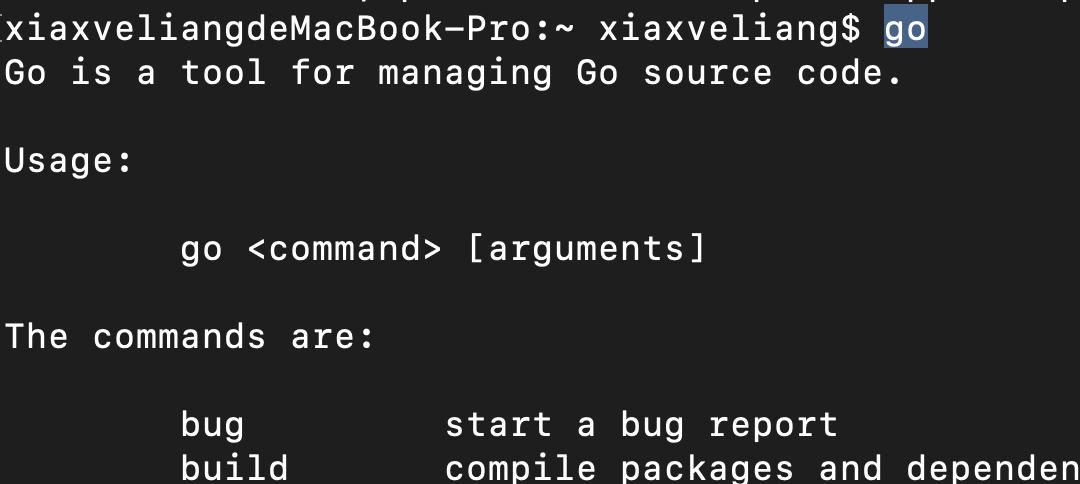 xiaxveliangdeMacBook-Pro:~ xiaxveliang$ go
Go is a tool for managing Go source code.
Usage:
go <command> [arguments]
The commands are:
bug start a bug report
build compile packages and dependen